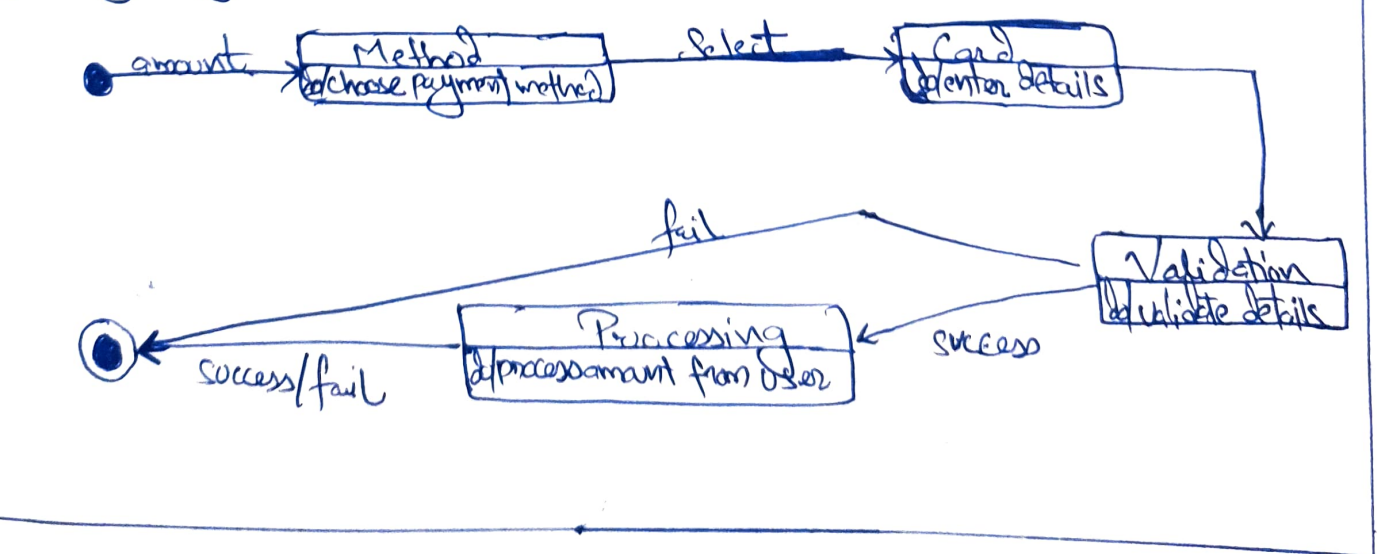 amount
Method
do/choose payment method
Select
Card
do/enter details
fail
Validation
do/validate details
success
Processing
do/process amount from User
success/fail